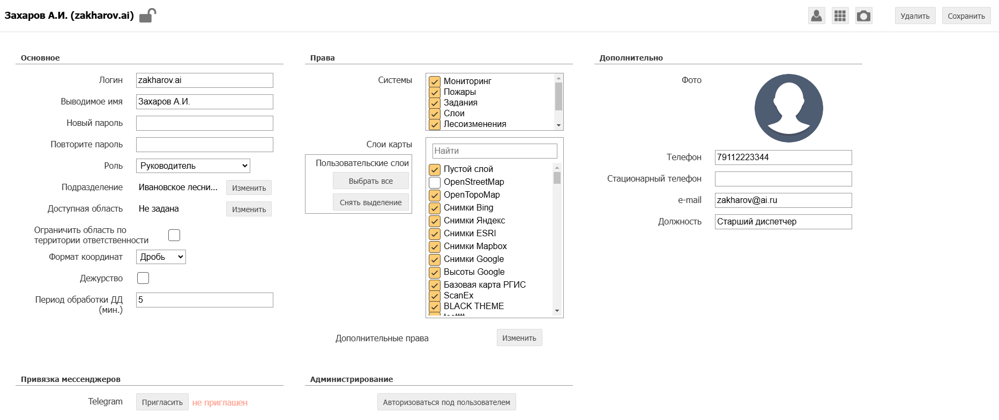 Захаров А.И. (zakharov.ai)
Удалить
Сохранить
Основное
Логин
zakharov.ai
Выводимое имя
Захаров А.И.
Новый пароль
Повторите пароль
Роль
Руководитель
Подразделение
Ивановское лесни...
Изменить
Доступная область
Не задана
Изменить
Ограничить область по
территории ответственности
Формат координат
Дробь
Дежурство
Период обработки ДД
(мин.)
5
Права
Системы
Мониторинг
Пожары
Задания
Слои
Лесоизменения
Слои карты
Пользовательские слои
Выбрать все
Снять выделение
Найти
Пустой слой
OpenStreetMap
OpenTopoMap
Снимки Bing
Снимки Яндекс
Снимки ESRI
Снимки Mapbox
Снимки Google
Высоты Google
Базовая карта РГИС
ScanEx
BLACK THEME
Дополнительные права
Изменить
Дополнительно
Фото
Телефон
79112223344
Стационарный телефон
e-mail
zakharov@ai.ru
Должность
Старший диспетчер
Привязка мессенджеров
Telegram
Пригласить
не приглашен
Администрирование
Авторизоваться под пользователем